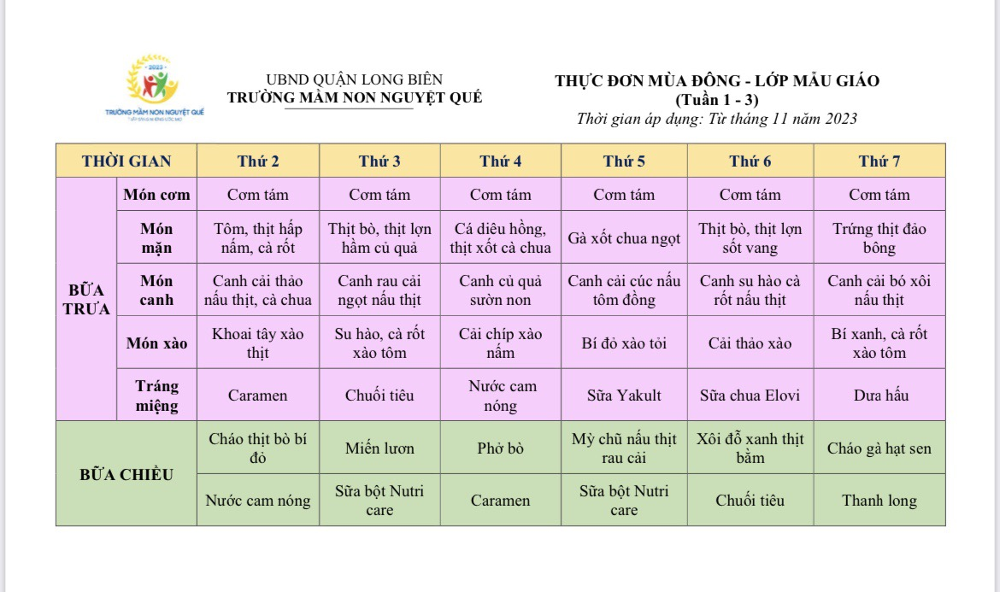 2023
TRƯỜNG MẦM NON NGUYỆT QUẾ
UBND QUẬN LONG BIÊN
TRƯỜNG MẦM NON NGUYỆT QUẾ
THỰC ĐƠN MÙA ĐÔNG - LỚP MẪU GIÁO
(Tuần 1 - 3)
Thời gian áp dụng: Từ tháng 11 năm 2023
THỜI GIAN Thứ 2 Thứ 3 Thứ 4 Thứ 5 Thứ 6 Thứ 7
BỮA
TRƯA
Món cơm Cơm tám Cơm tám Cơm tám Cơm tám Cơm tám Cơm tám
Món
mặn
Tôm, thịt hấp
nấm, cà rốt
Thịt bò, thịt lợn
hầm củ quả
Cá diêu hồng,
thịt xốt cà chua
Gà xốt chua ngọt
Thịt bò, thịt lợn
sốt vang
Trứng thịt đảo
bông
Món
canh
Canh cải thảo
nấu thịt, cà chua
Canh rau cải
ngọt nấu thịt
Canh củ quả
sườn non
Canh cải cúc nấu
tôm đồng
Canh su hào cà
rốt nấu thịt
Canh cải bó xôi
nấu thịt
Món xào
Khoai tây xào
thịt
Su hào, cà rốt
xào tôm
Cải chíp xào
nấm
Bí đỏ xào tỏi
Cải thảo xào
Bí xanh, cà rốt
xào tôm
Tráng
miệng
Caramen
Chuối tiêu
Nước cam
nóng
Sữa Yakult
Sữa chua Elovi
Dưa hấu
BỮA CHIỀU
Cháo thịt bò bí
đỏ
Miến lươn
Phở bò
Mỳ chũ nấu thịt
rau cải
Xôi đỗ xanh thịt
bằm
Cháo gà hạt sen
Nước cam nóng
Sữa bột Nutri
care
Caramen
Sữa bột Nutri
care
Chuối tiêu
Thanh long